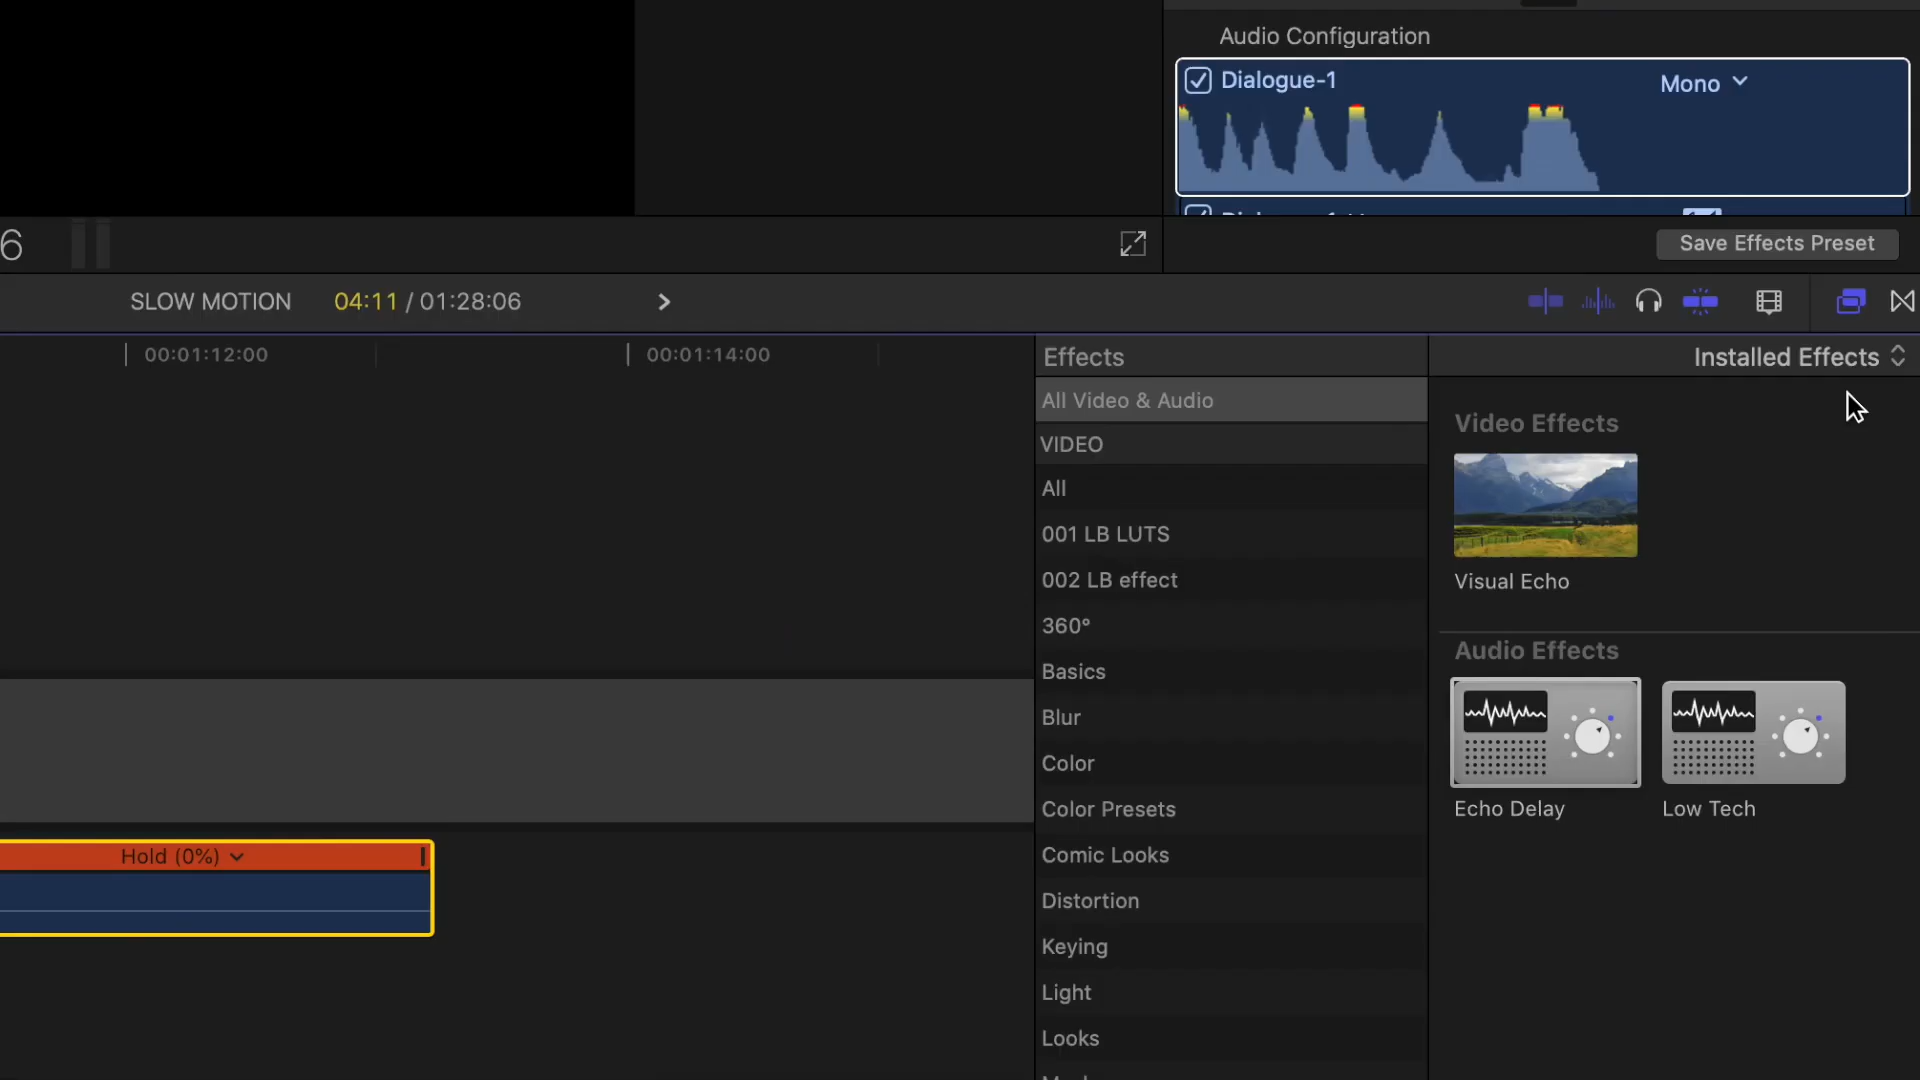 Audio Configuration
Dialogue-1
Mono
6
Save Effects Preset
SLOW MOTION 04:11 / 01:28:06
00:01:12:00
00:01:14:00
Effects
Installed Effects
All Video & Audio
VIDEO
All
001 LB LUTS
002 LB effect
360°
Basics
Blur
Color
Color Presets
Comic Looks
Distortion
Keying
Light
Looks
Video Effects
Visual Echo
Audio Effects
Echo Delay
Low Tech
Hold (0%)